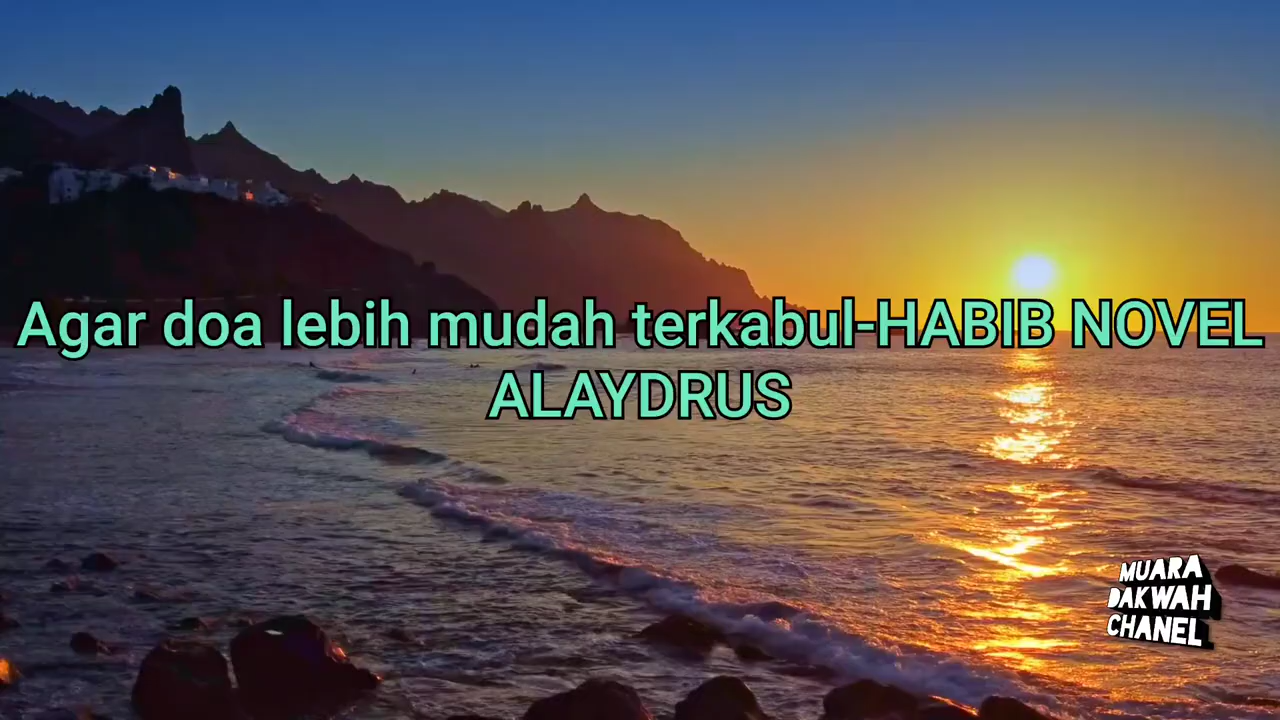 Agar doa lebih mudah terkabul-HABIB NOVEL
ALAYDRUS
MUARA
DAKWAH
CHANEL